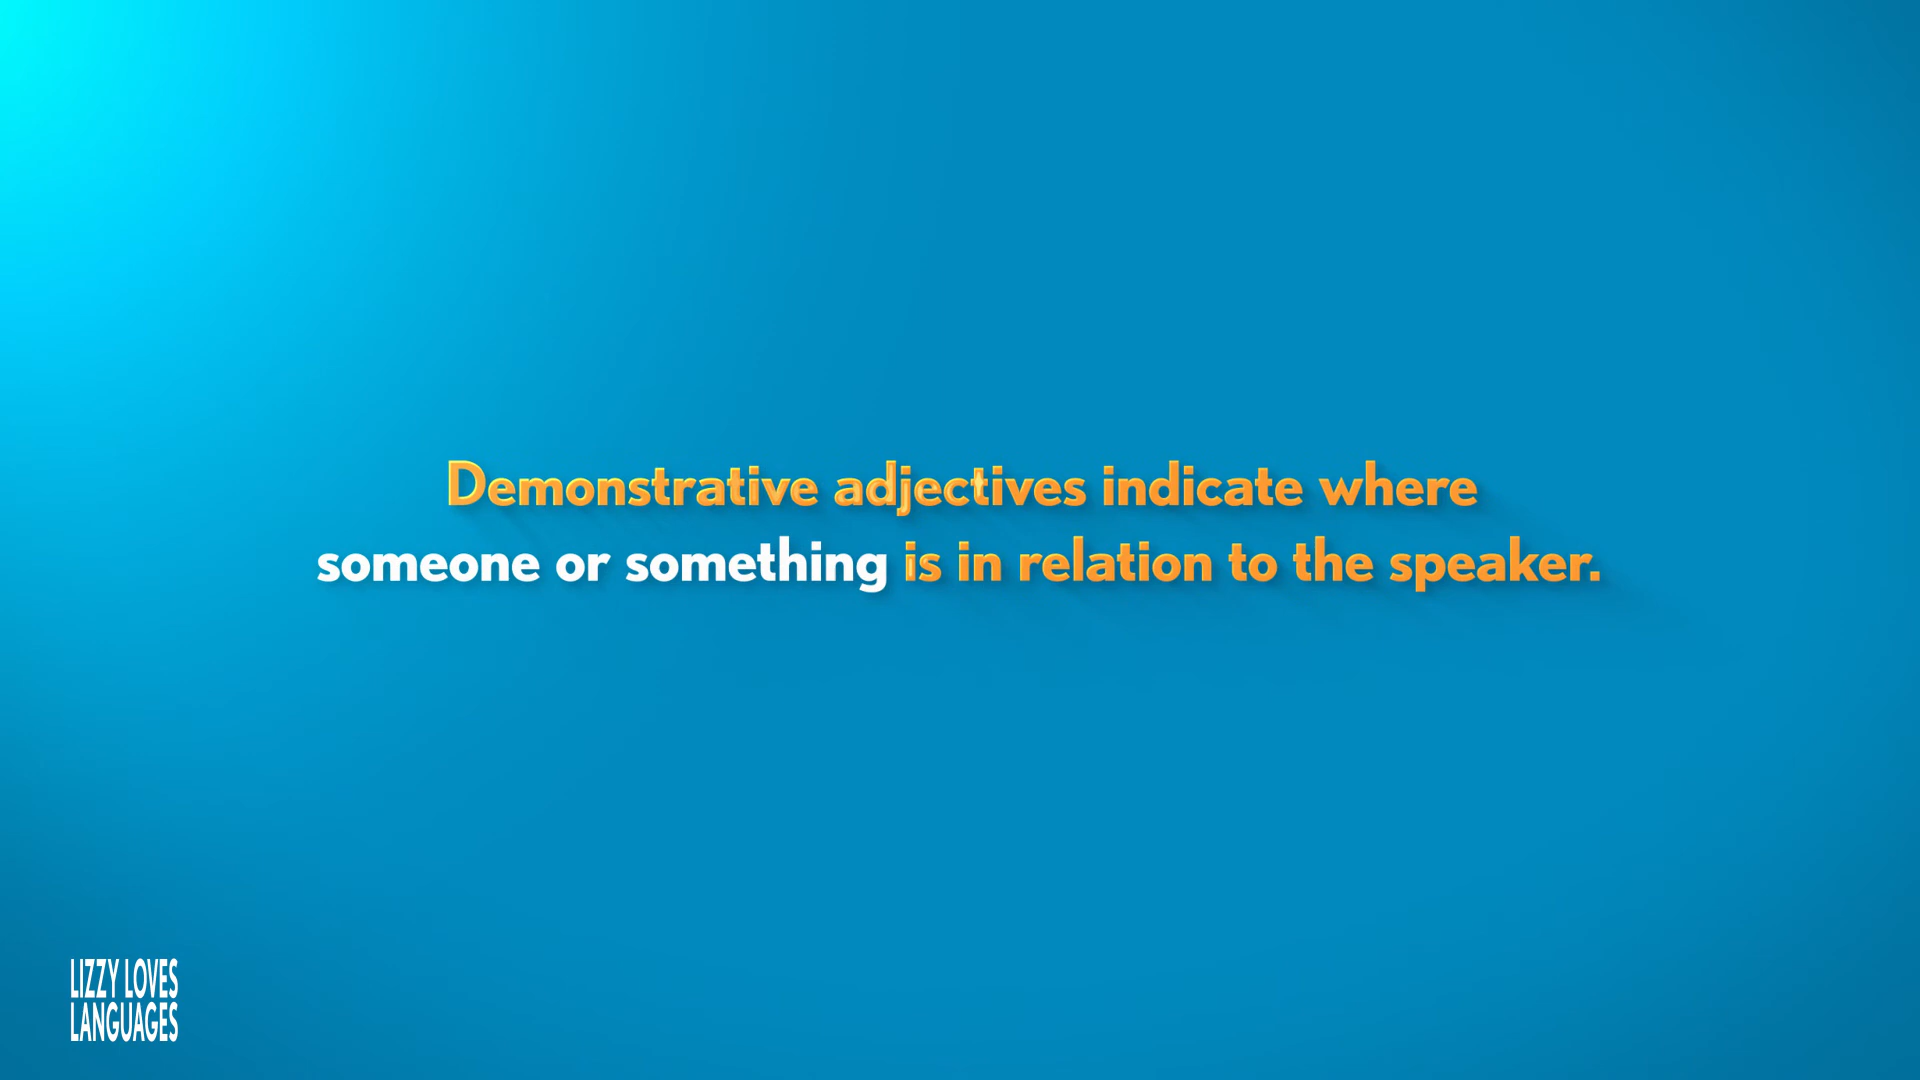 Demonstrative adjectives indicate where
someone or something is in relation to the speaker.
LIZZY LOVES
LANGUAGES